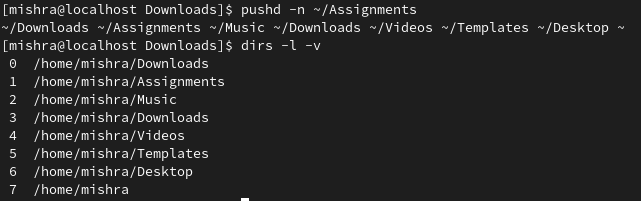 [mishra@localhost Downloads]$ pushd -n ~/Assignments
~/Downloads ~/Assignments ~/Music ~/Downloads ~/Videos ~/Templates ~/Desktop ~
[mishra@localhost Downloads]$ dirs -l -v
 0  /home/mishra/Downloads
 1  /home/mishra/Assignments
 2  /home/mishra/Music
 3  /home/mishra/Downloads
 4  /home/mishra/Videos
 5  /home/mishra/Templates
 6  /home/mishra/Desktop
 7  /home/mishra